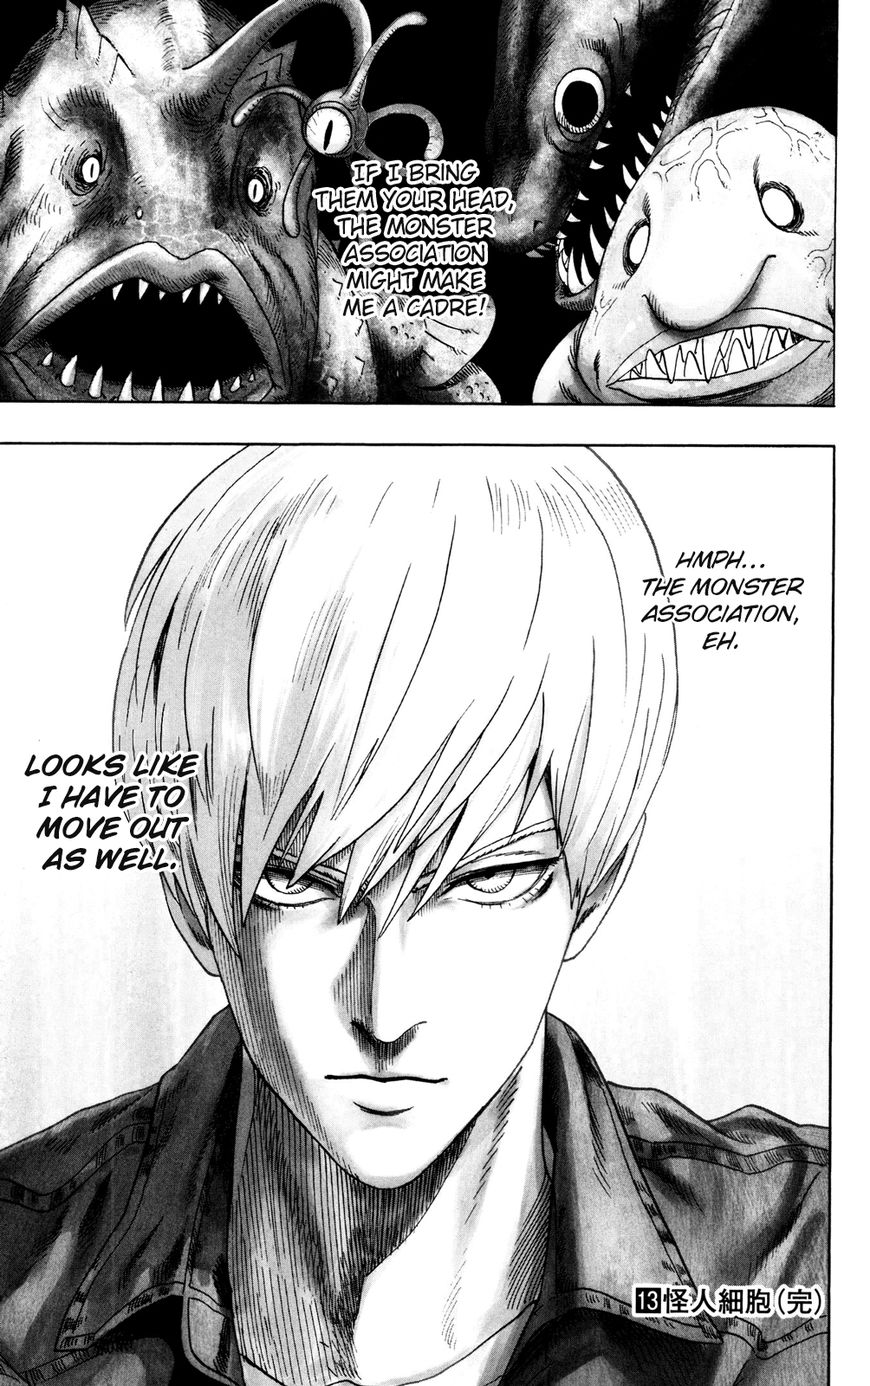 IF I BRING
THEM YOUR HEAD,
THE MONSTER
ASSOCIATION
MIGHT MAKE
ME A CADRE!
HMPH...
THE MONSTER
ASSOCIATION,
EH.
LOOKS LIKE
I HAVE TO
MOVE OUT
AS WELL.
13怪人細胞（完）